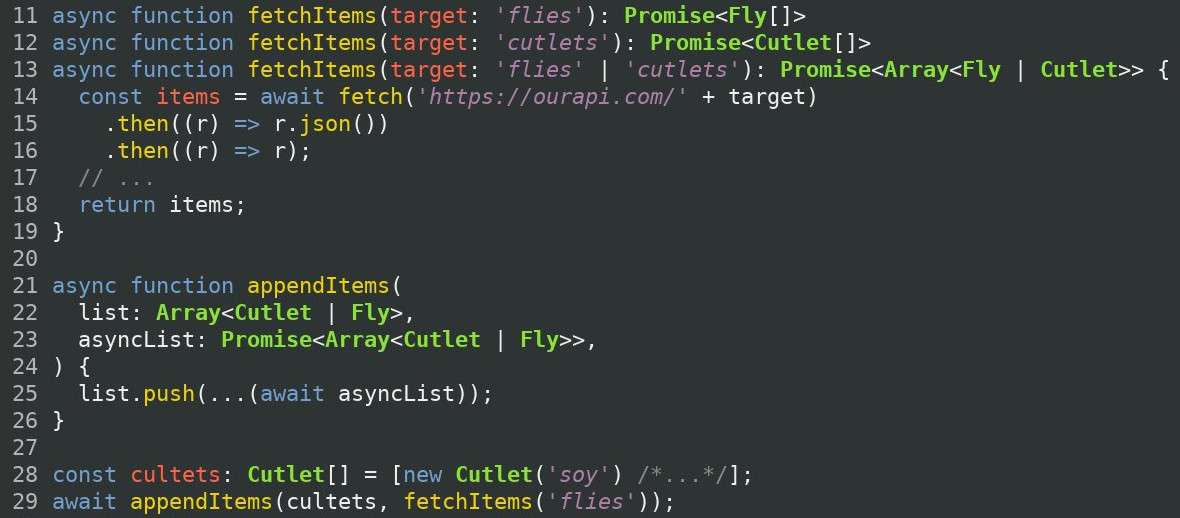 11 async function fetchItems(target: 'flies'): Promise<Fly[]>
12 async function fetchItems(target: 'cutlets'): Promise<Cutlet[]>
13 async function fetchItems(target: 'flies' | 'cutlets'): Promise<Array<Fly | Cutlet>> {
14   const items = await fetch('https://ourapi.com/' + target)
15     .then((r) => r.json())
16     .then((r) => r);
17   // ...
18   return items;
19 }
20
21 async function appendItems(
22   list: Array<Cutlet | Fly>,
23   asyncList: Promise<Array<Cutlet | Fly>>,
24 ) {
25   list.push(...(await asyncList));
26 }
27
28 const cultets: Cutlet[] = [new Cutlet('soy') /*...*/];
29 await appendItems(cultets, fetchItems('flies'));